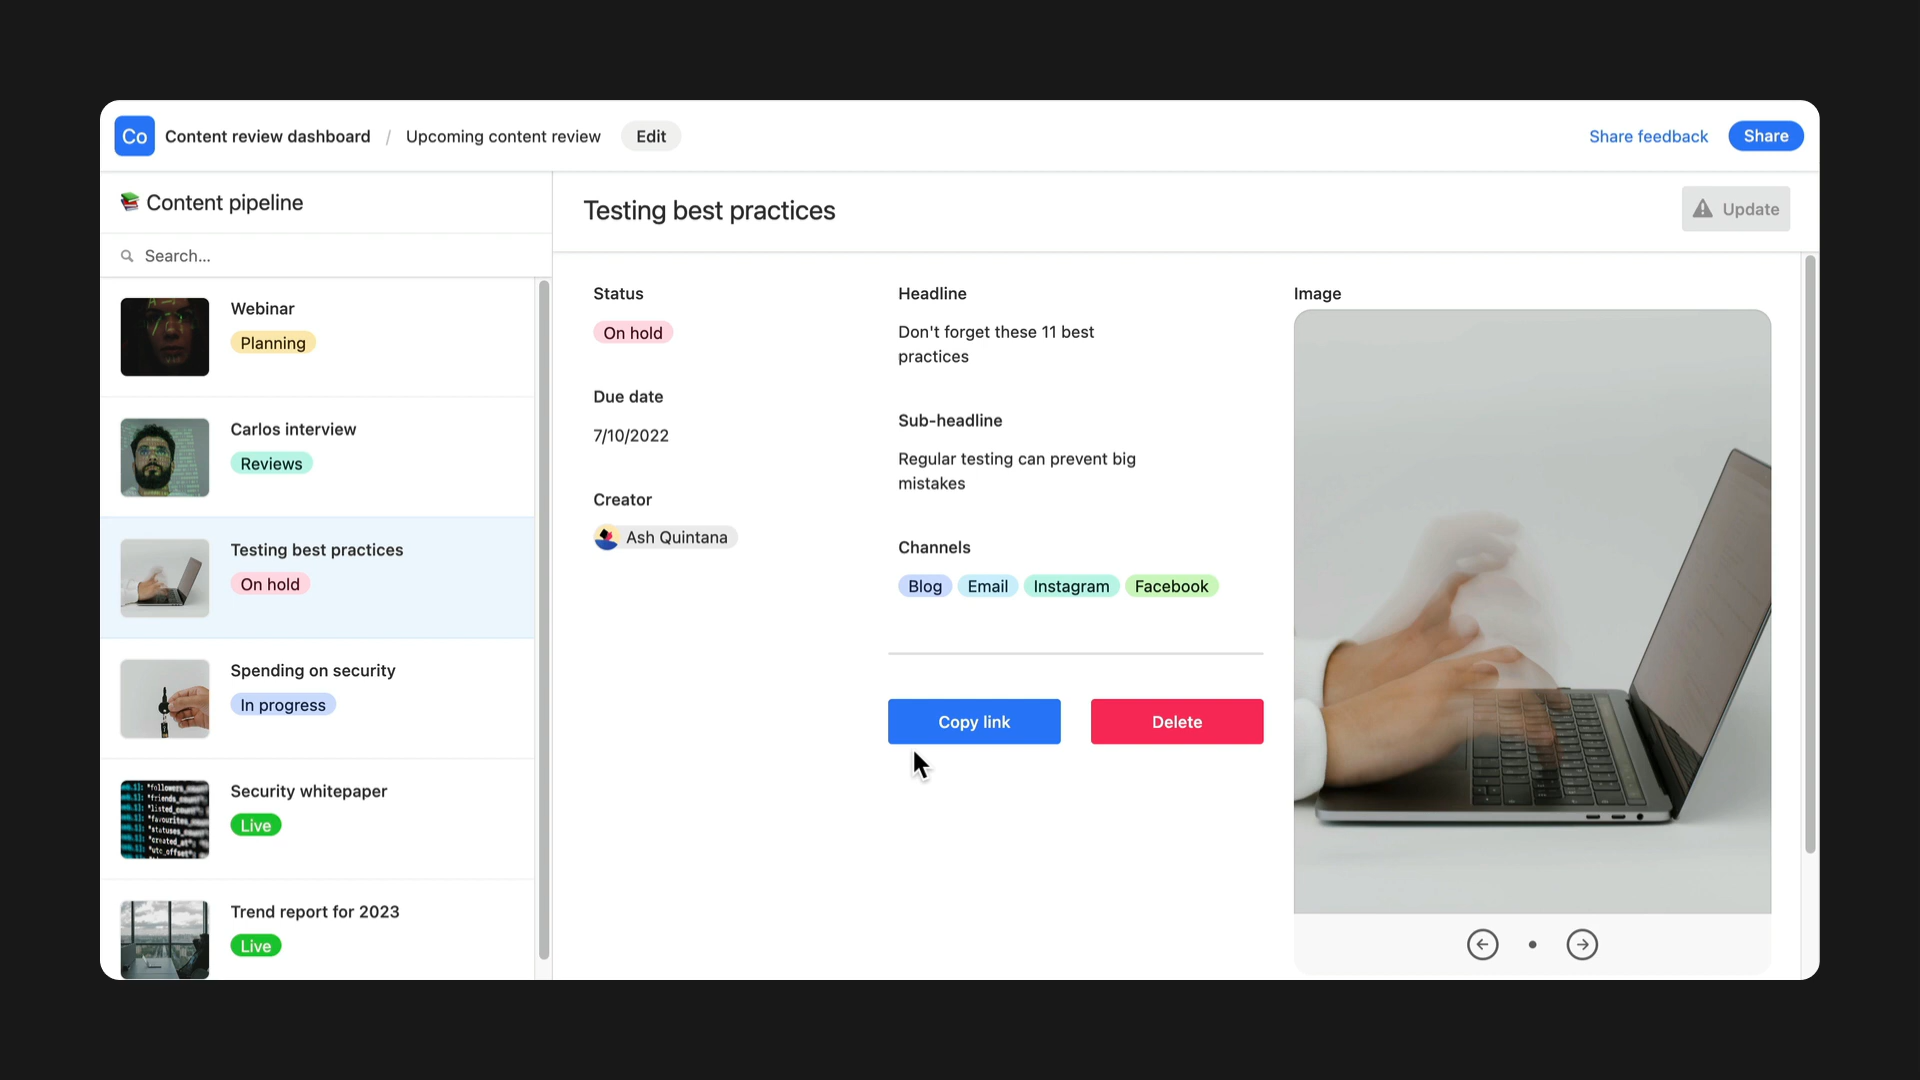 Co Content review dashboard / Upcoming content review Edit Share feedback Share
Content pipeline
Search...
Webinar
Planning
Carlos interview
Reviews
Testing best practices
On hold
Spending on security
In progress
Security whitepaper
Live
Trend report for 2023
Live
Testing best practices
Update
Status
On hold
Due date
7/10/2022
Creator
Ash Quintana
Headline
Don't forget these 11 best
practices
Sub-headline
Regular testing can prevent big
mistakes
Channels
Blog Email Instagram Facebook
Copy link Delete
Image